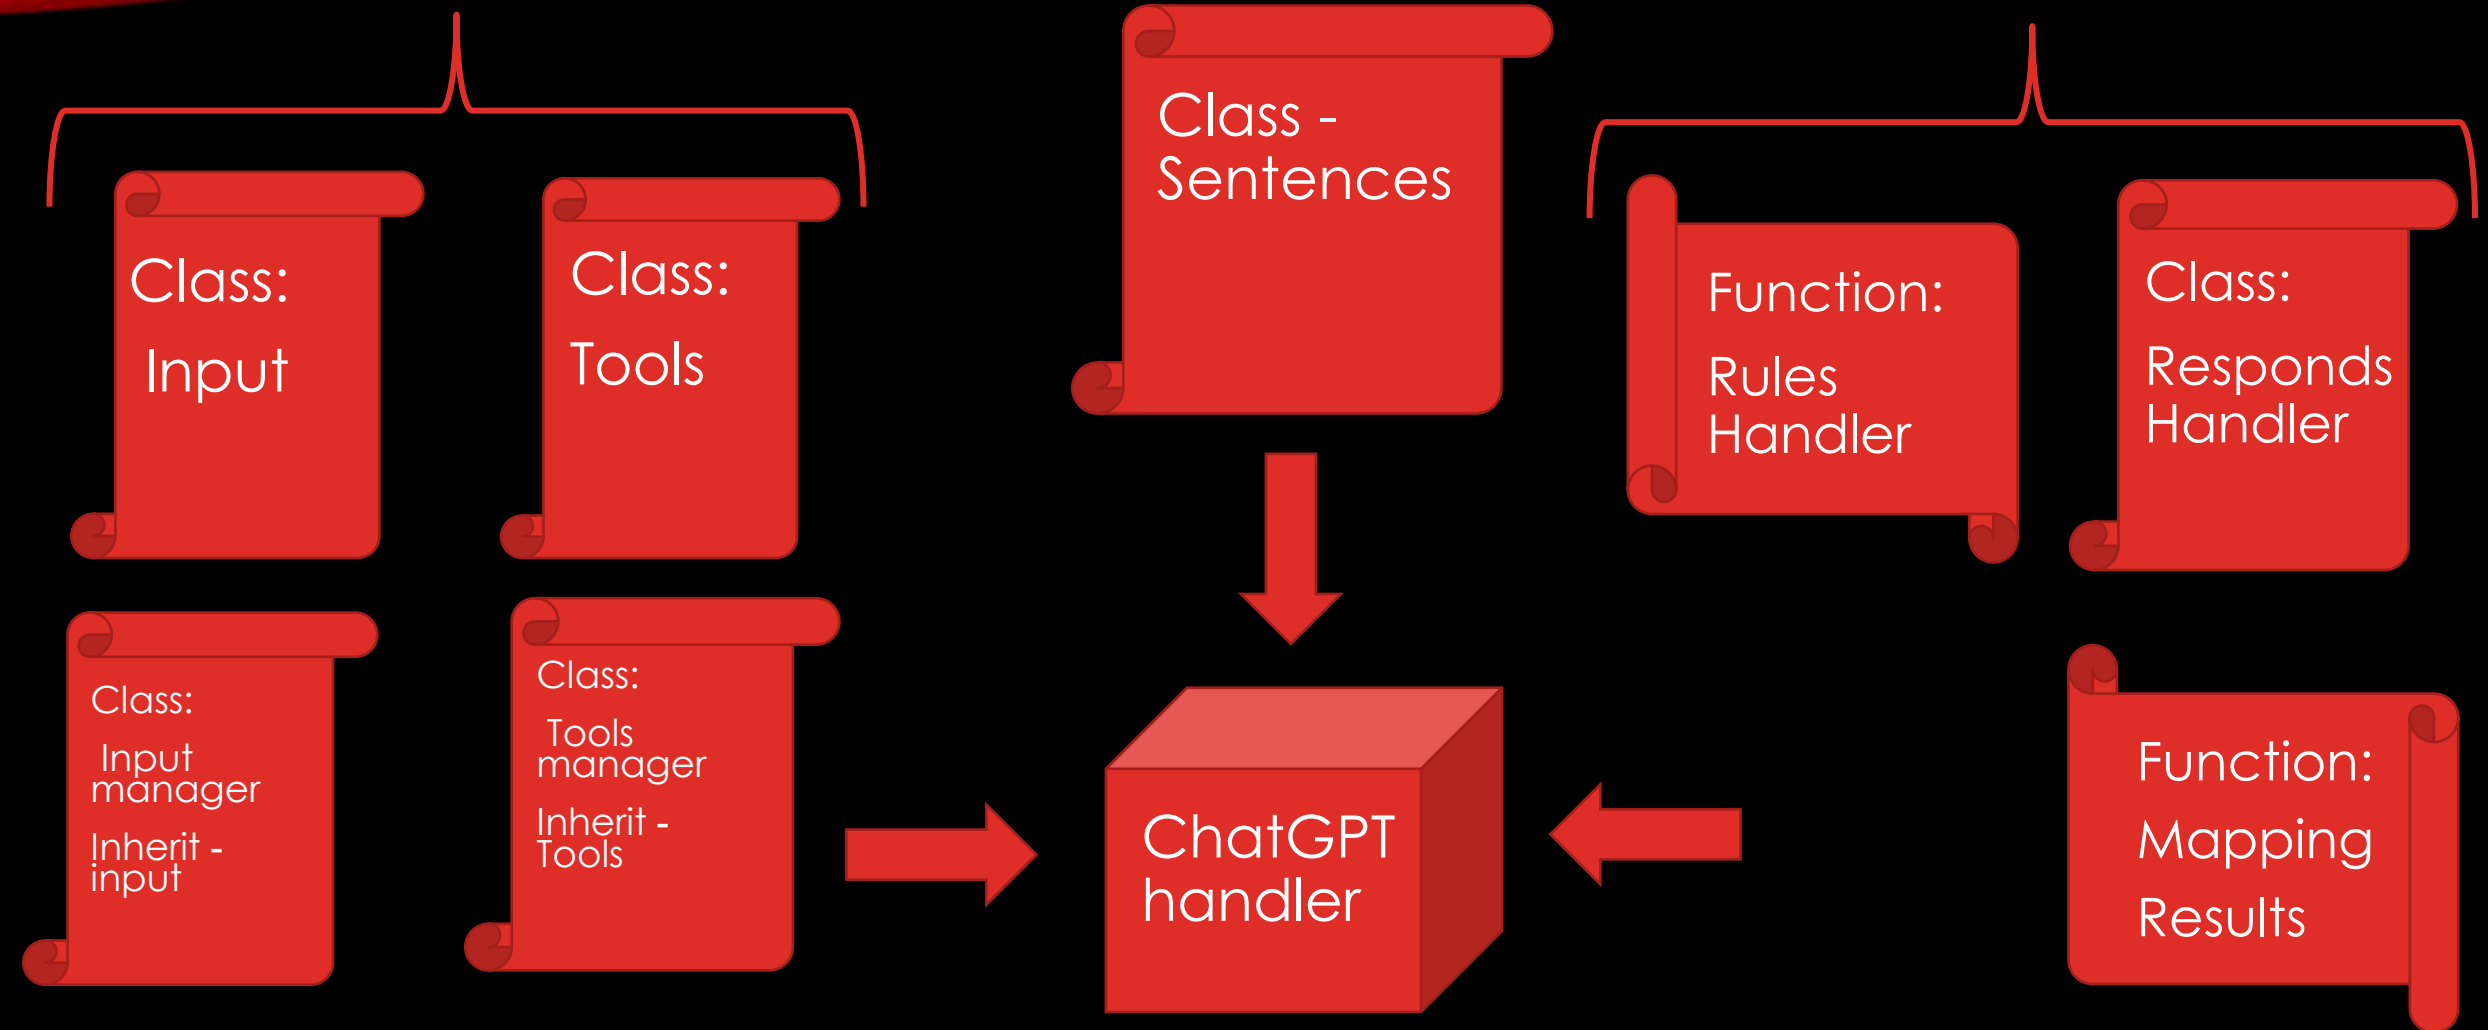 Class:
Input
Class:
Tools
Class -
Sentences
Function:
Rules
Handler
Class:
Responds
Handler
Class:
Input
manager
Inherit -
input
Class:
Tools
manager
Inherit -
Tools
ChatGPT
handler
Function:
Mapping
Results